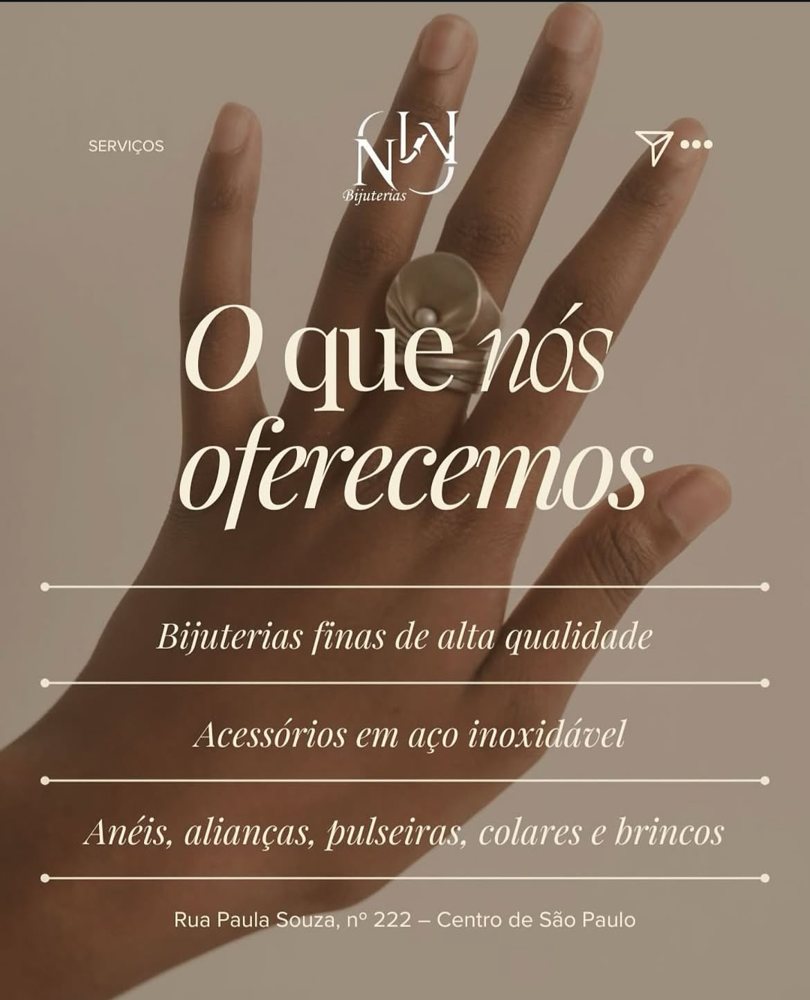 SERVIÇOS
NW
Bijuterias
O que nós
oferecemos
Bijuterias finas de alta qualidade
Acessórios em aço inoxidável
Anéis, alianças, pulseiras, colares e brincos
Rua Paula Souza, nº 222 – Centro de São Paulo